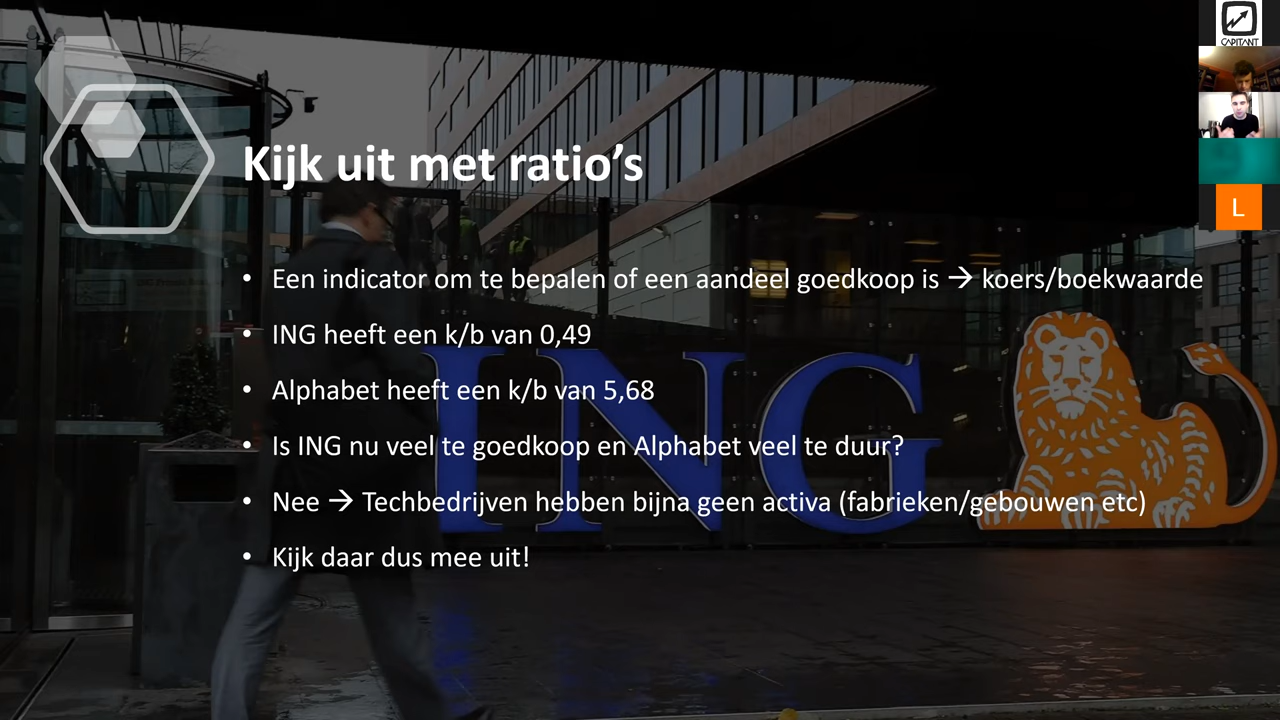 CAPITANT
Kijk uit met ratio’s
• Een indicator om te bepalen of een aandeel goedkoop is → koers/boekwaarde
• ING heeft een k/b van 0,49
• Alphabet heeft een k/b van 5,68
• Is ING nu veel te goedkoop en Alphabet veel te duur?
• Nee → Techbedrijven hebben bijna geen activa (fabrieken/gebouwen etc)
• Kijk daar dus mee uit!
ING
L